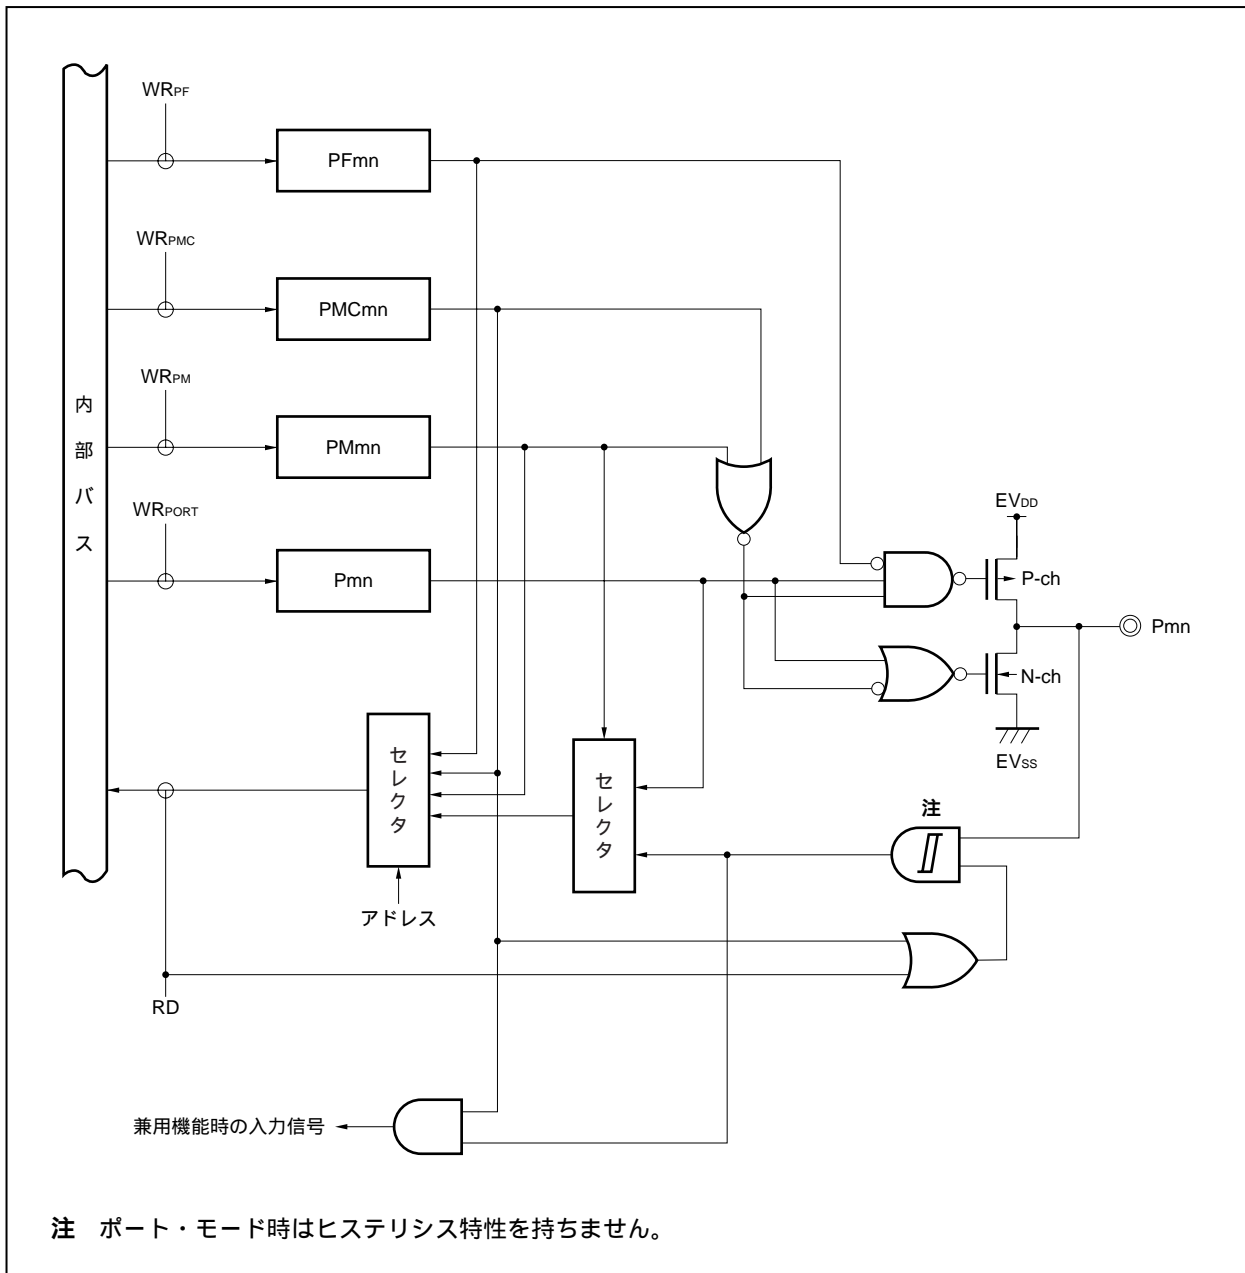 WRPF
PFmn
WRPMC
PMCmn
WRPM
PMmn
内部バス
WRPORT
Pmn
EVDD
P-ch
Pmn
N-ch
EVSS
セレクタ
セレクタ
注
アドレス
RD
兼用機能時の入力信号
注 ポート・モード時はヒステリシス特性を持ちません。